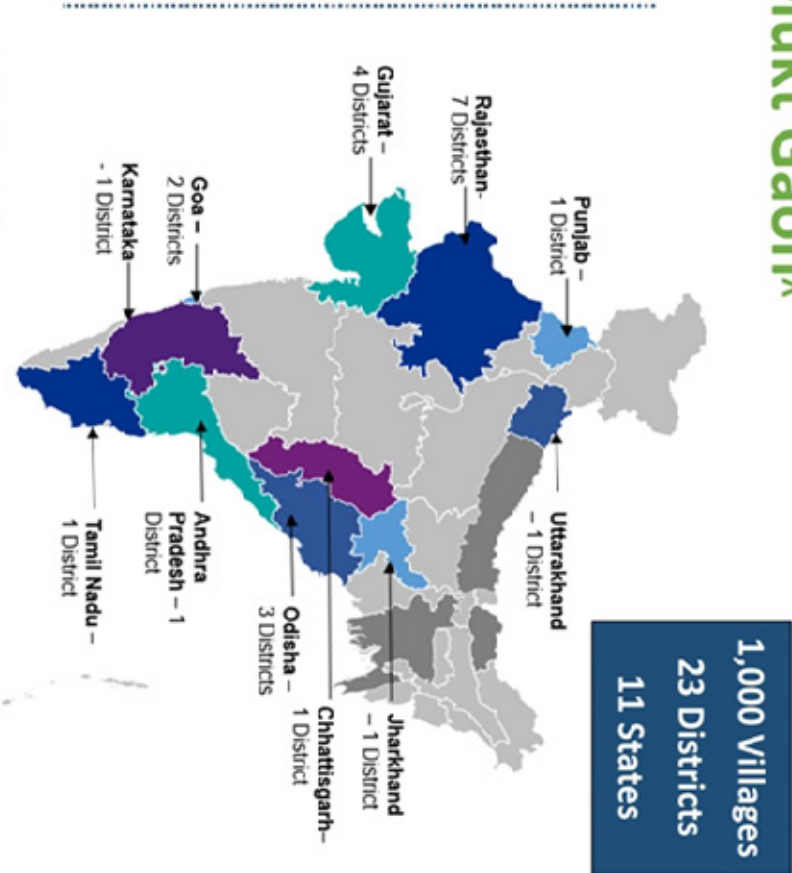 ukt Gaon^
1,000 Villages
23 Districts
11 States
Punjab –
1 District
Rajasthan-
7 Districts
Gujarat –
4 Districts
Goa –
2 Districts
Karnataka
- 1 District
Uttarakhand
– 1 District
Jharkhand
– 1 District
Chhattisgarh–
1 District
Odisha –
3 Districts
Andhra
Pradesh – 1
District
Tamil Nadu –
1 District